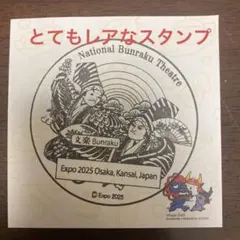 とてもレアなスタンプ
National Bunraku Theatre
文楽 Bunraku
Expo 2025 Osaka, Kansai, Japan
Expo 2025